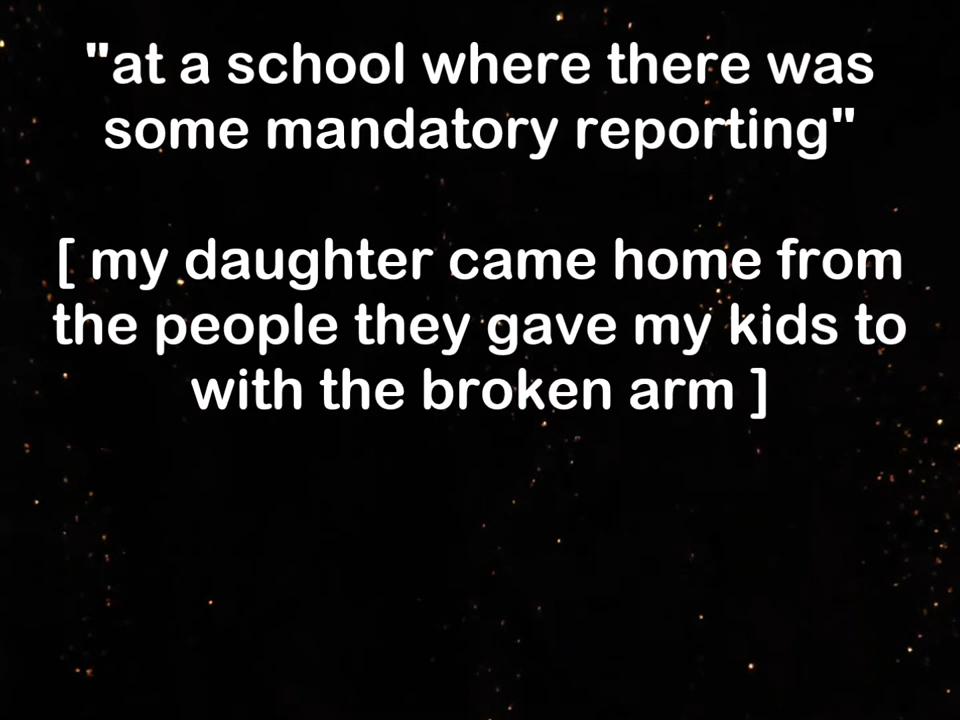 "at a school where there was
some mandatory reporting"
[ my daughter came home from
the people they gave my kids to
with the broken arm ]